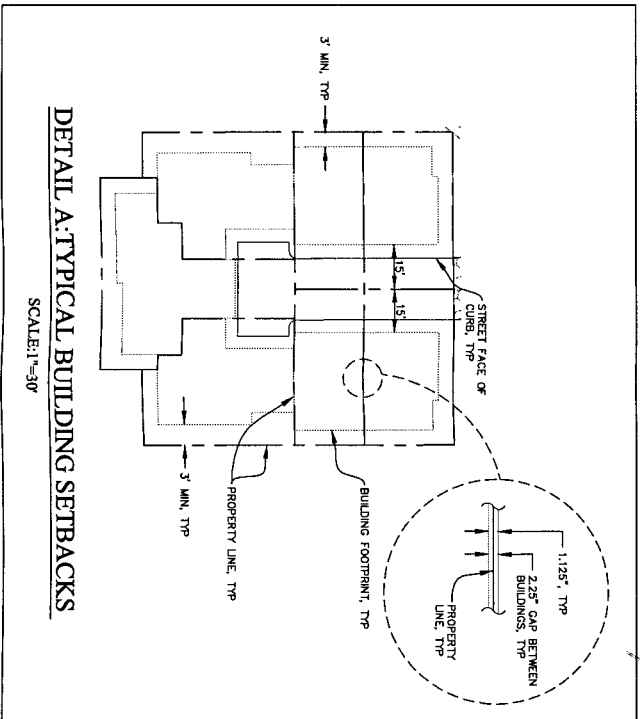 3' MIN, TYP
15'
15'
STREET FACE OF
CURB, TYP
1.125", TYP
2.25" GAP BETWEEN
BUILDINGS, TYP
PROPERTY
LINE, TYP
BUILDING FOOTPRINT, TYP
PROPERTY LINE, TYP
3' MIN, TYP
DETAIL A:TYPICAL BUILDING SETBACKS
SCALE:1"=30'